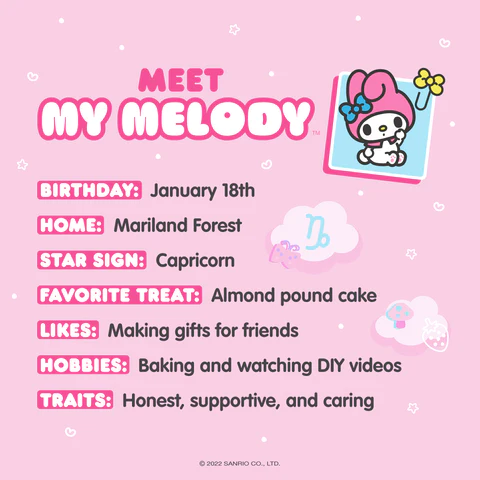 MEET
MY MELODY™
BIRTHDAY: January 18th
HOME: Mariland Forest
STAR SIGN: Capricorn
FAVORITE TREAT: Almond pound cake
LIKES: Making gifts for friends
HOBBIES: Baking and watching DIY videos
TRAITS: Honest, supportive, and caring
© 2022 SANRIO CO., LTD.